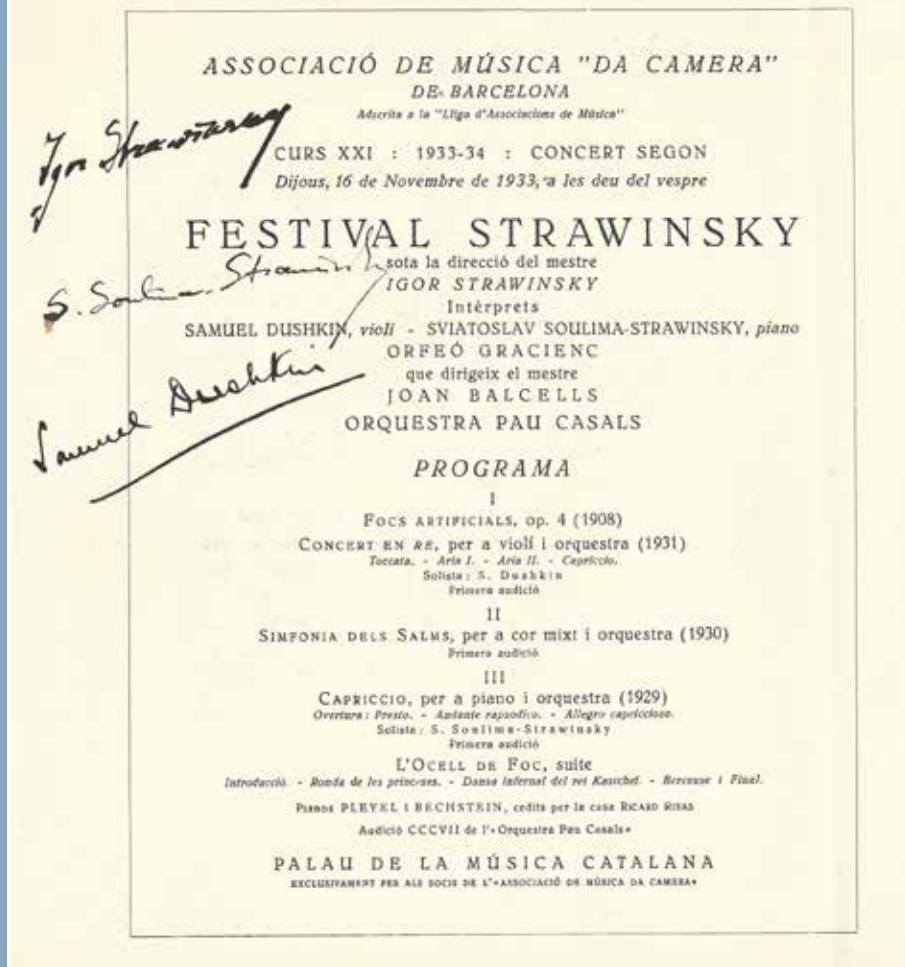 ASSOCIACIÓ DE MÚSICA "DA CAMERA"
DE BARCELONA
Adscrita a la "Lliga d'Associacions de Música"
CURS XXI : 1933-34 : CONCERT SEGON
Dijous, 16 de Novembre de 1933, a les deu del vespre
FESTIVAL STRAWINSKY
sota la direcció del mestre
IGOR STRAWINSKY
Intèrprets
SAMUEL DUSHKIN, violí - SVIATOSLAV SOULIMA-STRAWINSKY, piano
ORFEÓ GRACIENC
que dirigeix el mestre
JOAN BALCELLS
ORQUESTRA PAU CASALS
Igor Strawinsky
S. Soulima-Strawinsky
Samuel Dushkin
PROGRAMA
I
FOCS ARTIFICIALS, op. 4 (1908)
CONCERT EN RE, per a violí i orquestra (1931)
Toccata. - Aria I. - Aria II. - Capriccio.
Solista: S. Dushkin
Primera audició
II
SIMFONIA DELS SALMS, per a cor mixt i orquestra (1930)
Primera audició
III
CAPRICCIO, per a piano i orquestra (1929)
Overtura: Presto. - Andante rapsodico. - Allegro capriccioso.
Solista: S. Soulima-Strawinsky
Primera audició
L'OCELL DE FOC, suite
Introducció. - Ronda de les princeses. - Dansa infernal del rei Kastchei. - Berceuse i Final.
Pianos PLEYEL i BECHSTEIN, cedits per la casa RICARD RIBAS
Audició CCCVII de l'«Orquestra Pau Casals»
PALAU DE LA MÚSICA CATALANA
EXCLUSIVAMENT PER ALS SOCIS DE L'«ASSOCIACIÓ DE MÚSICA DA CAMERA»